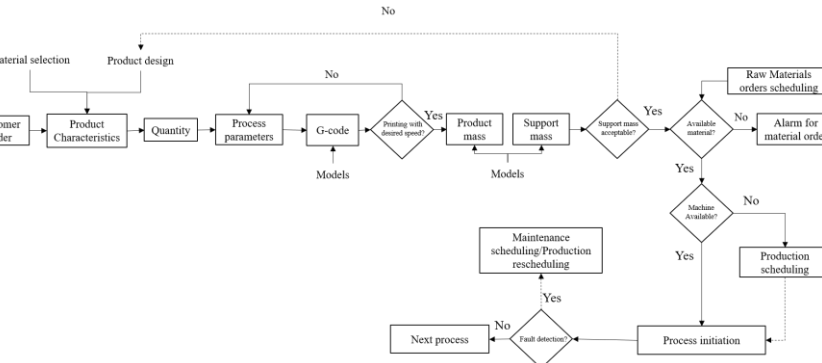 No
aterial selection
Product design
No
Raw Materials
orders scheduling
omer
der
Product
Characteristics
Quantity
Process
parameters
G-code
Printing with
desired speed?
Yes
Product
mass
Support
mass
Support mass
acceptable?
Yes
Available
material?
No
Alarm for
material orde
Models
Models
Yes
Machine
Available?
No
Maintenance
scheduling/Production
rescheduling
Yes
Production
scheduling
Yes
Next process
No
Fault detection?
Process initiation